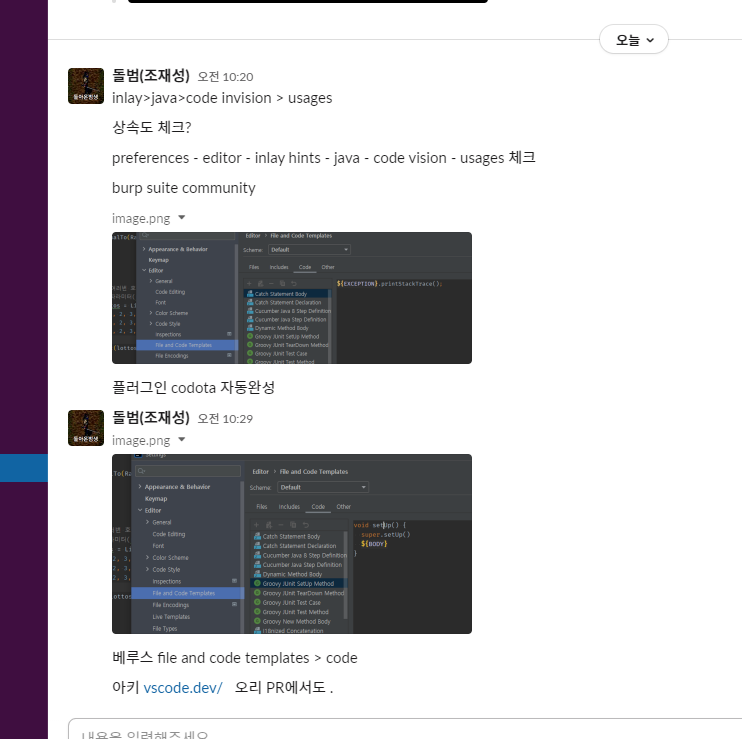 오늘
돌범(조재성) 오전 10:20
inlay>java>code invision > usages
상속도 체크?
preferences - editor - inlay hints - java - code vision - usages 체크
burp suite community
image.png
Editor > File and Code Templates
Appearance & Behavior
Scheme: Default
Keymap
Editor
Files Includes Code Other
General
${EXCEPTION}.printStackTrace();
Code Editing
Catch Statement Body
Font
Catch Statement Declaration
Color Scheme
Cucumber Java 8 Step Definition
Code Style
Cucumber Java Step Definition
Inspections
Dynamic Method Body
Groovy JUnit SetUp Method
File and Code Templates
Groovy JUnit TearDown Method
File Encodings
Groovy JUnit Test Case
Groovy JUnit Test Method
플러그인 codota 자동완성
돌범(조재성) 오전 10:29
image.png
Settings
Editor > File and Code Templates
Appearance & Behavior
Scheme: Default
Keymap
Editor
Files Includes Code Other
General
void setUp() {
Code Editing
super.setUp()
Catch Statement Body
Font
${BODY}
Catch Statement Declaration
}
Color Scheme
Cucumber Java 8 Step Definition
Code Style
Cucumber Java Step Definition
Inspections
Dynamic Method Body
Groovy JUnit SetUp Method
File and Code Templates
Groovy JUnit TearDown Method
File Encodings
Groovy JUnit Test Case
Live Templates
Groovy JUnit Test Method
File Types
Groovy New Method Body
I18nized Concatenation
베루스 file and code templates > code
아키 vscode.dev/ 오리 PR에서도 .
내용을 입력해주세요